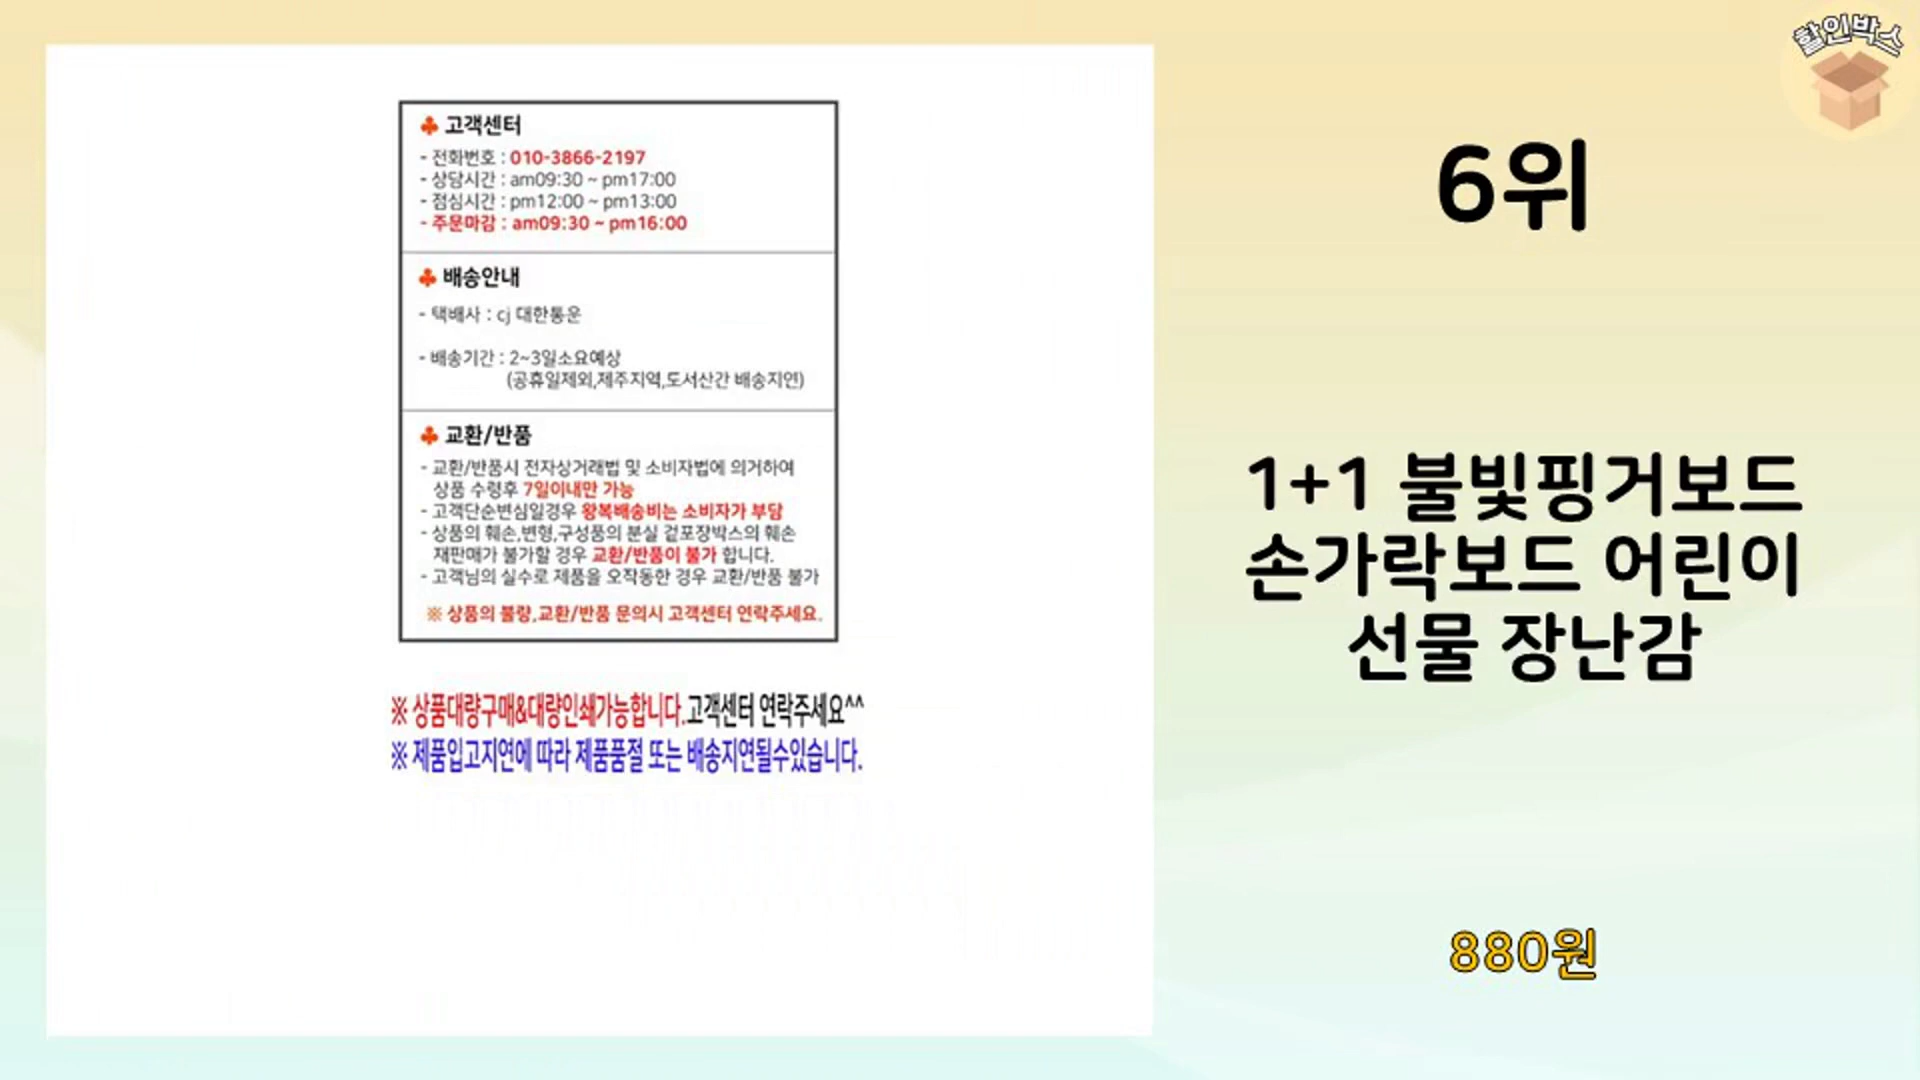 할인박스
6위
1+1 불빛핑거보드
손가락보드 어린이
선물 장난감
880원
♣ 고객센터
- 전화번호 : 010-3866-2197
- 상담시간 : am09:30 ~ pm17:00
- 점심시간 : pm12:00 ~ pm13:00
- 주문마감 : am09:30 ~ pm16:00
♣ 배송안내
- 택배사 : cj 대한통운
- 배송기간 : 2~3일소요예상
(공휴일제외,제주지역,도서산간 배송지연)
♣ 교환/반품
- 교환/반품시 전자상거래법 및 소비자법에 의거하여
상품 수령후 7일이내만 가능
- 고객단순변심일경우 왕복배송비는 소비자가 부담
- 상품의 훼손,변형,구성품의 분실 겉포장박스의 훼손
재판매가 불가할 경우 교환/반품이 불가 합니다.
- 고객님의 실수로 제품을 오작동한 경우 교환/반품 불가
※ 상품의 불량,교환/반품 문의시 고객센터 연락주세요.
※ 상품대량구매&대량인쇄가능합니다.고객센터 연락주세요^^
※ 제품입고지연에 따라 제품품절 또는 배송지연될수있습니다.